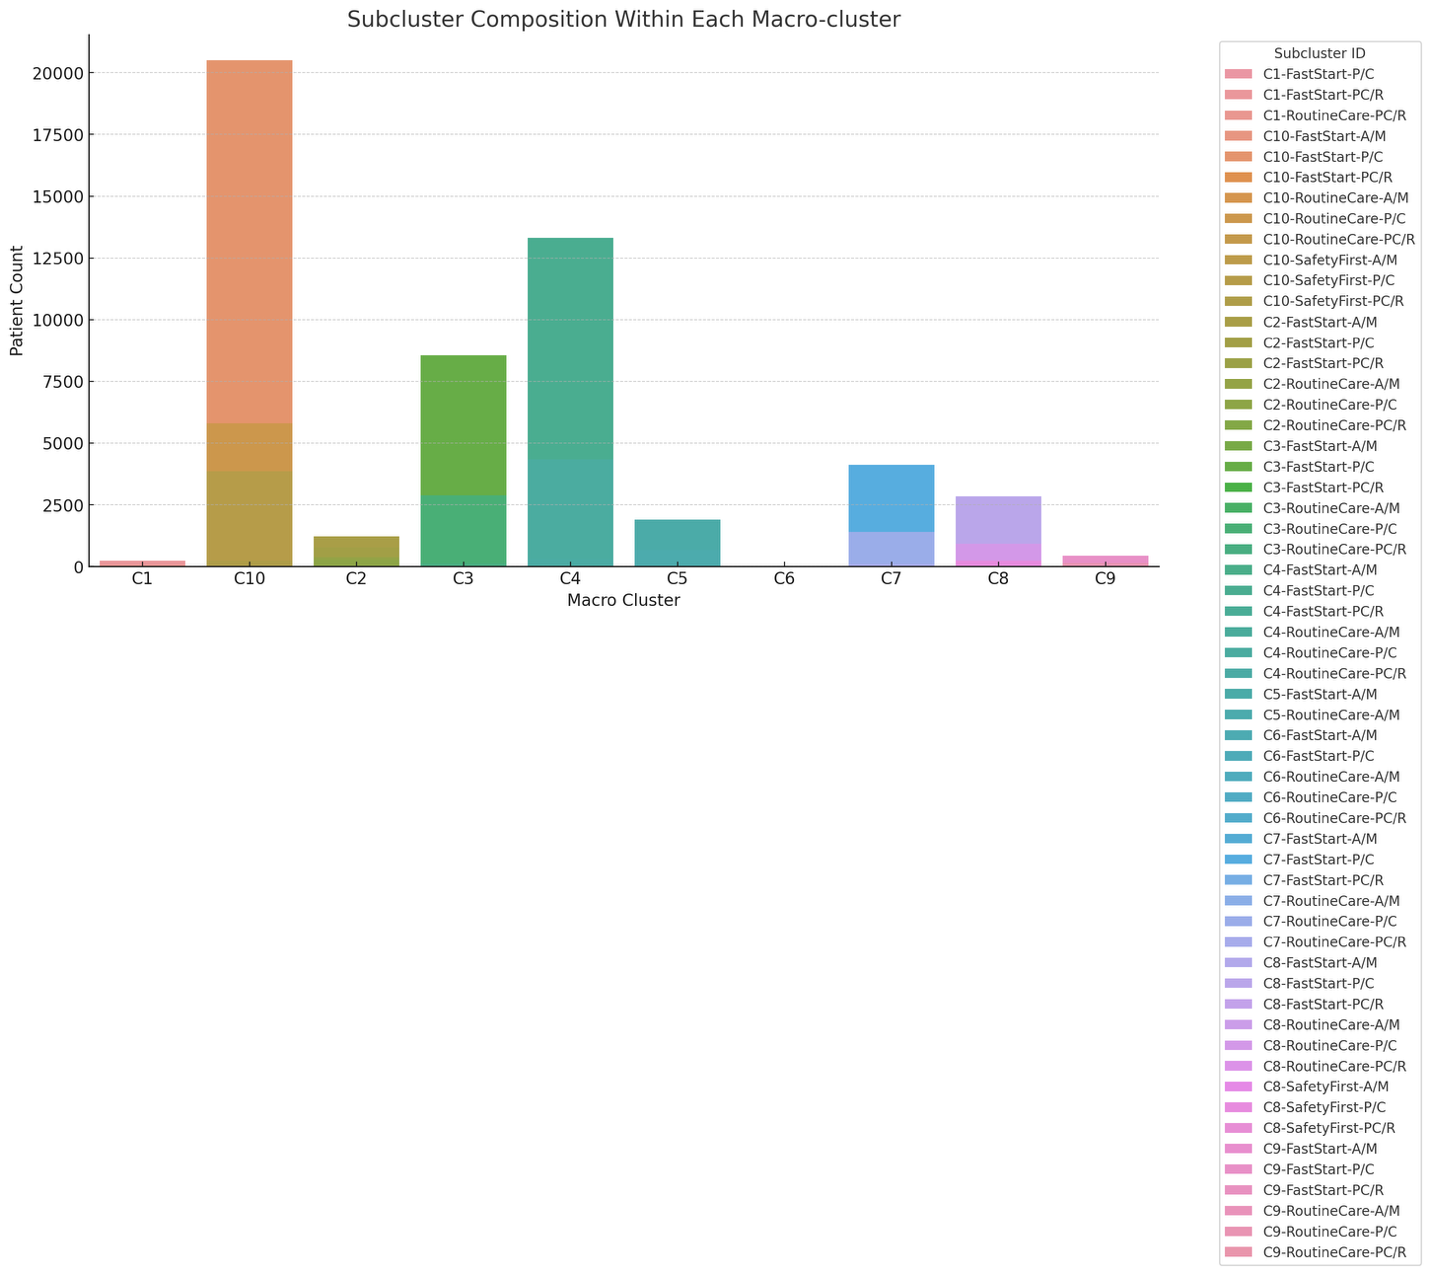 Subcluster Composition Within Each Macro-cluster
Patient Count
20000
17500
15000
12500
10000
7500
5000
2500
0
C1
C10
C2
C3
C4
C5
C6
C7
C8
C9
Macro Cluster
Subcluster ID
C1-FastStart-P/C
C1-FastStart-PC/R
C1-RoutineCare-PC/R
C10-FastStart-A/M
C10-FastStart-P/C
C10-FastStart-PC/R
C10-RoutineCare-A/M
C10-RoutineCare-P/C
C10-RoutineCare-PC/R
C10-SafetyFirst-A/M
C10-SafetyFirst-P/C
C10-SafetyFirst-PC/R
C2-FastStart-A/M
C2-FastStart-P/C
C2-FastStart-PC/R
C2-RoutineCare-A/M
C2-RoutineCare-P/C
C2-RoutineCare-PC/R
C3-FastStart-A/M
C3-FastStart-P/C
C3-FastStart-PC/R
C3-RoutineCare-A/M
C3-RoutineCare-P/C
C3-RoutineCare-PC/R
C4-FastStart-A/M
C4-FastStart-P/C
C4-FastStart-PC/R
C4-RoutineCare-A/M
C4-RoutineCare-P/C
C4-RoutineCare-PC/R
C5-FastStart-A/M
C5-RoutineCare-A/M
C6-FastStart-A/M
C6-FastStart-P/C
C6-RoutineCare-A/M
C6-RoutineCare-P/C
C6-RoutineCare-PC/R
C7-FastStart-A/M
C7-FastStart-P/C
C7-FastStart-PC/R
C7-RoutineCare-A/M
C7-RoutineCare-P/C
C7-RoutineCare-PC/R
C8-FastStart-A/M
C8-FastStart-P/C
C8-FastStart-PC/R
C8-RoutineCare-A/M
C8-RoutineCare-P/C
C8-RoutineCare-PC/R
C8-SafetyFirst-A/M
C8-SafetyFirst-P/C
C8-SafetyFirst-PC/R
C9-FastStart-A/M
C9-FastStart-P/C
C9-FastStart-PC/R
C9-RoutineCare-A/M
C9-RoutineCare-P/C
C9-RoutineCare-PC/R